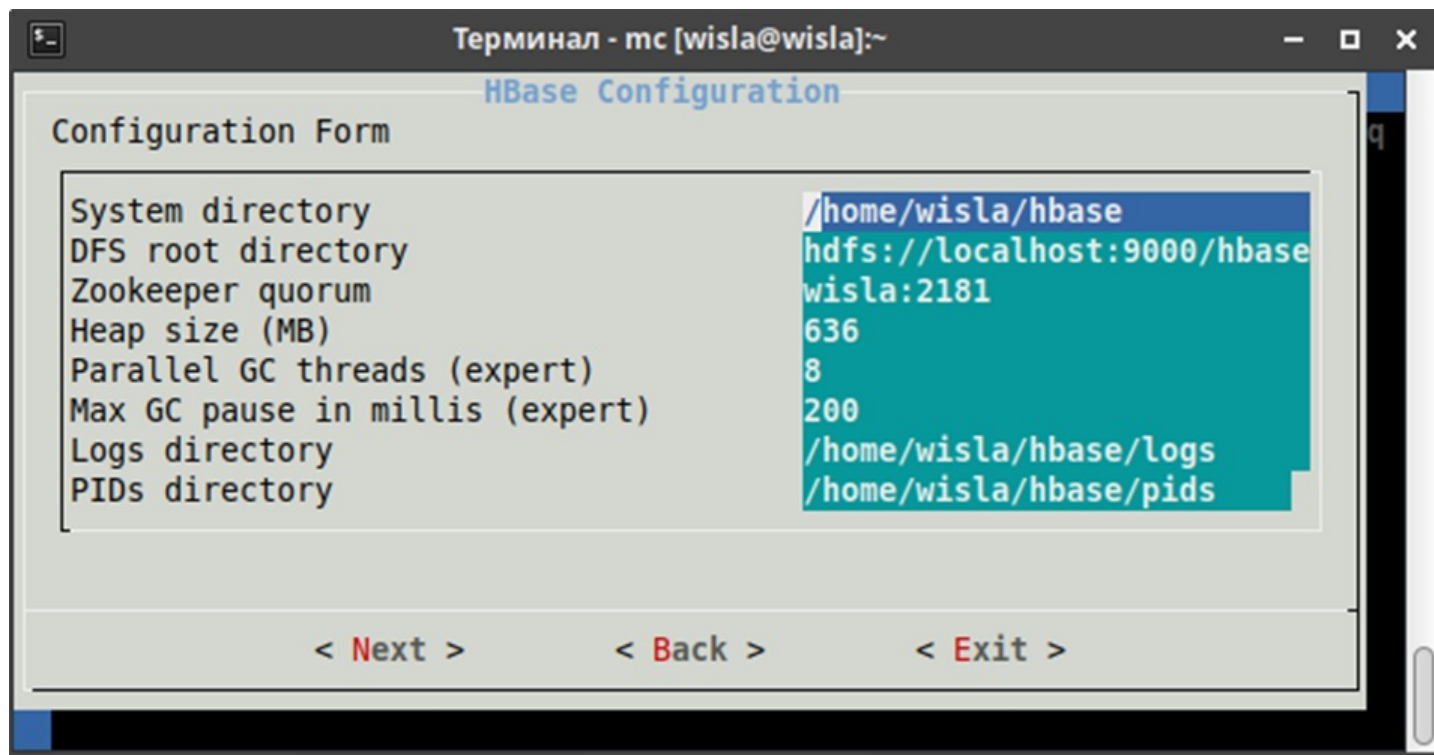 Терминал - mc [wisla@wisla]:~
HBase Configuration
Configuration Form
q
System directory /home/wisla/hbase
DFS root directory hdfs://localhost:9000/hbase
Zookeeper quorum wisla:2181
Heap size (MB) 636
Parallel GC threads (expert) 8
Max GC pause in millis (expert) 200
Logs directory /home/wisla/hbase/logs
PIDs directory /home/wisla/hbase/pids
< Next > < Back > < Exit >